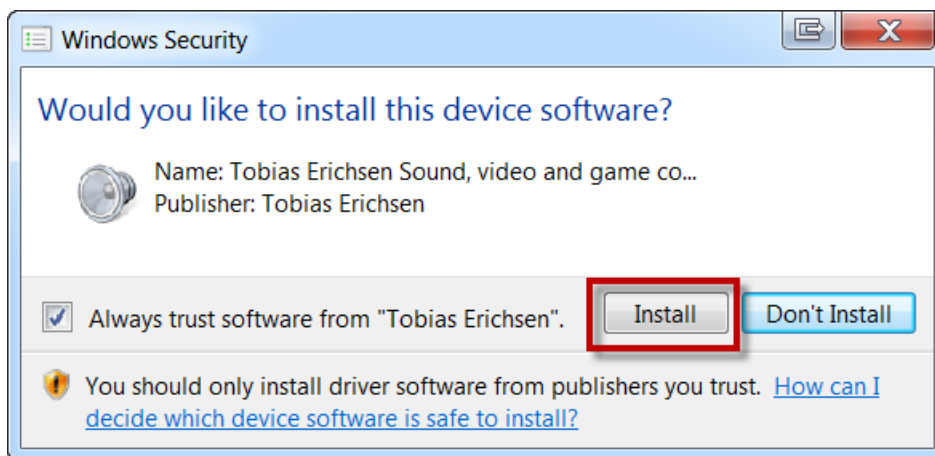 Windows Security
Would you like to install this device software?
Name: Tobias Erichsen Sound, video and game co...
Publisher: Tobias Erichsen
Always trust software from "Tobias Erichsen".
Install
Don't Install
You should only install driver software from publishers you trust. How can I
decide which device software is safe to install?